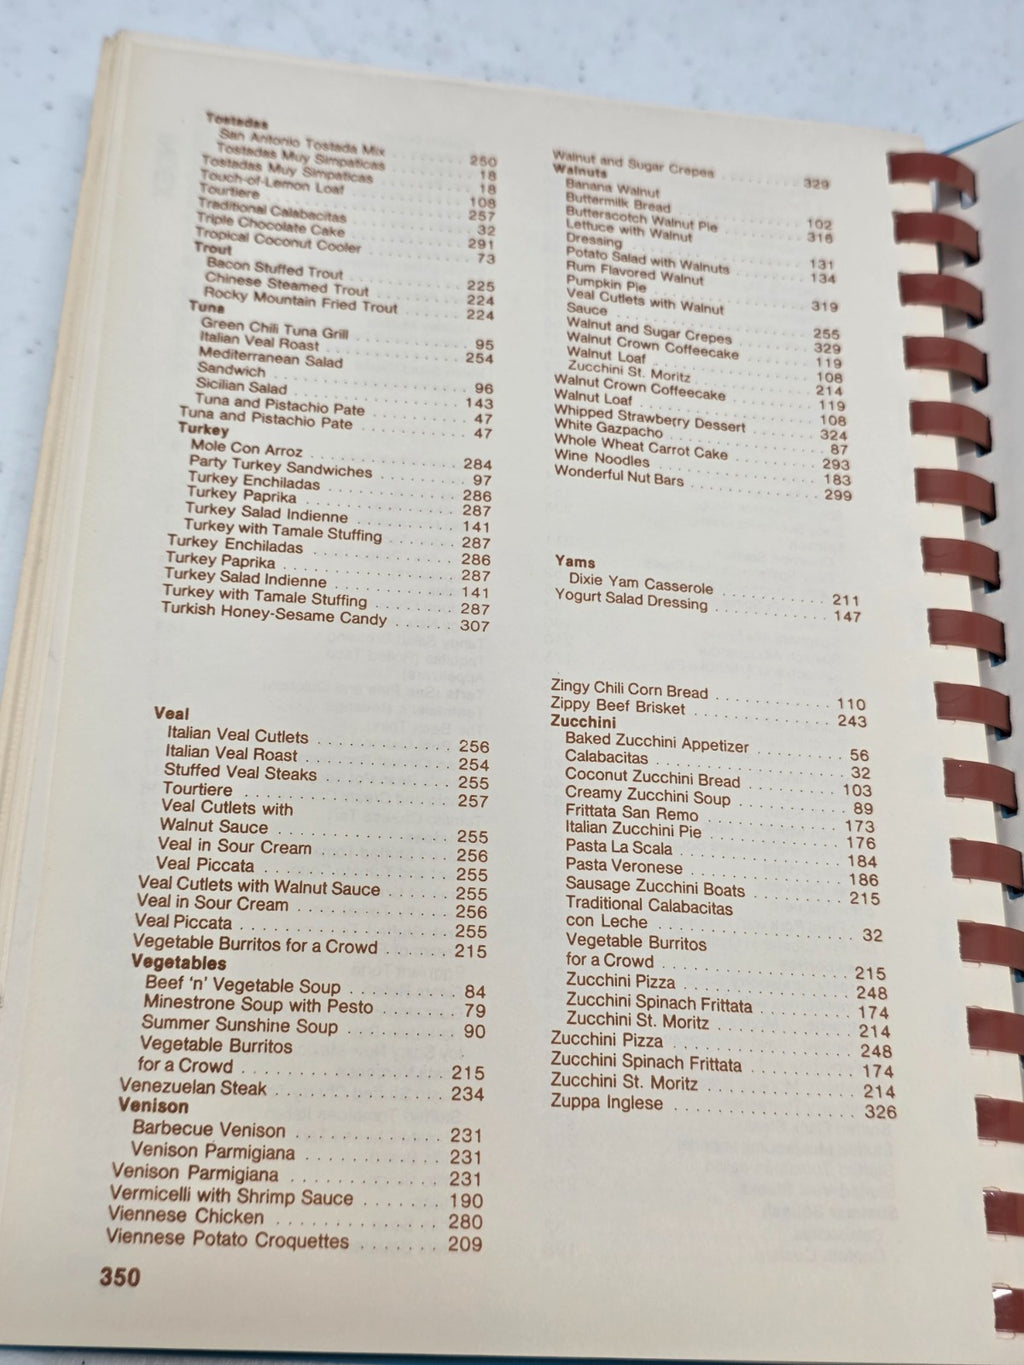 Tostadas
San Antonio Tostada Mix ........ 250
Tostadas Muy Simpaticas ........ 18
Tostadas Muy Simpaticas ........ 18
Touch-of-Lemon Loaf ........ 108
Tourtiere ........ 257
Traditional Calabacitas ........ 32
Triple Chocolate Cake ........ 291
Tropical Coconut Cooler ........ 73
Trout
Bacon Stuffed Trout ........ 225
Chinese Steamed Trout ........ 224
Rocky Mountain Fried Trout ...... 224
Tuna
Green Chili Tuna Grill ........ 95
Italian Veal Roast ........ 254
Mediterranean Salad
Sandwich ........ 96
Sicilian Salad ........ 143
Tuna and Pistachio Pate ........ 47
Tuna and Pistachio Pate ........ 47
Turkey
Mole Con Arroz ........ 284
Party Turkey Sandwiches ........ 97
Turkey Enchiladas ........ 286
Turkey Paprika ........ 287
Turkey Salad Indienne ........ 141
Turkey with Tamale Stuffing ...... 287
Turkey Enchiladas ........ 286
Turkey Paprika ........ 287
Turkey Salad Indienne ........ 141
Turkey with Tamale Stuffing ........ 287
Turkish Honey-Sesame Candy ...... 307
Veal
Italian Veal Cutlets ........ 256
Italian Veal Roast ........ 254
Stuffed Veal Steaks ........ 255
Tourtiere ........ 257
Veal Cutlets with
Walnut Sauce ........ 255
Veal in Sour Cream ........ 256
Veal Piccata ........ 255
Veal Cutlets with Walnut Sauce ...... 255
Veal in Sour Cream ........ 256
Veal Piccata ........ 255
Vegetable Burritos for a Crowd ...... 215
Vegetables
Beef 'n' Vegetable Soup ........ 84
Minestrone Soup with Pesto ...... 79
Summer Sunshine Soup ........ 90
Vegetable Burritos
for a Crowd ........ 215
Venezuelan Steak ........ 234
Venison
Barbecue Venison ........ 231
Venison Parmigiana ........ 231
Venison Parmigiana ........ 231
Vermicelli with Shrimp Sauce ....... 190
Viennese Chicken ........ 280
Viennese Potato Croquettes ....... 209
350
Walnut and Sugar Crepes ........ 329
Walnuts
Banana Walnut
Buttermilk Bread ........ 102
Butterscotch Walnut Pie ........ 316
Lettuce with Walnut
Dressing ........ 131
Potato Salad with Walnuts ........ 134
Rum Flavored Walnut
Pumpkin Pie ........ 319
Veal Cutlets with Walnut
Sauce ........ 255
Walnut and Sugar Crepes ........ 329
Walnut Crown Coffeecake ........ 119
Walnut Loaf ........ 108
Zucchini St. Moritz ........ 214
Walnut Crown Coffeecake ........ 119
Walnut Loaf ........ 108
Whipped Strawberry Dessert ....... 324
White Gazpacho ........ 87
Whole Wheat Carrot Cake ........ 293
Wine Noodles ........ 183
Wonderful Nut Bars ........ 299
Yams
Dixie Yam Casserole ........ 211
Yogurt Salad Dressing ........ 147
Zingy Chili Corn Bread ........ 110
Zippy Beef Brisket ........ 243
Zucchini
Baked Zucchini Appetizer ........ 56
Calabacitas ........ 32
Coconut Zucchini Bread ........ 103
Creamy Zucchini Soup ........ 89
Frittata San Remo ........ 173
Italian Zucchini Pie ........ 176
Pasta La Scala ........ 184
Pasta Veronese ........ 186
Sausage Zucchini Boats ........ 215
Traditional Calabacitas
con Leche ........ 32
Vegetable Burritos
for a Crowd ........ 215
Zucchini Pizza ........ 248
Zucchini Spinach Frittata ........ 174
Zucchini St. Moritz ........ 214
Zucchini Pizza ........ 248
Zucchini Spinach Frittata ........ 174
Zucchini St. Moritz ........ 214
Zuppa Inglese ........ 326